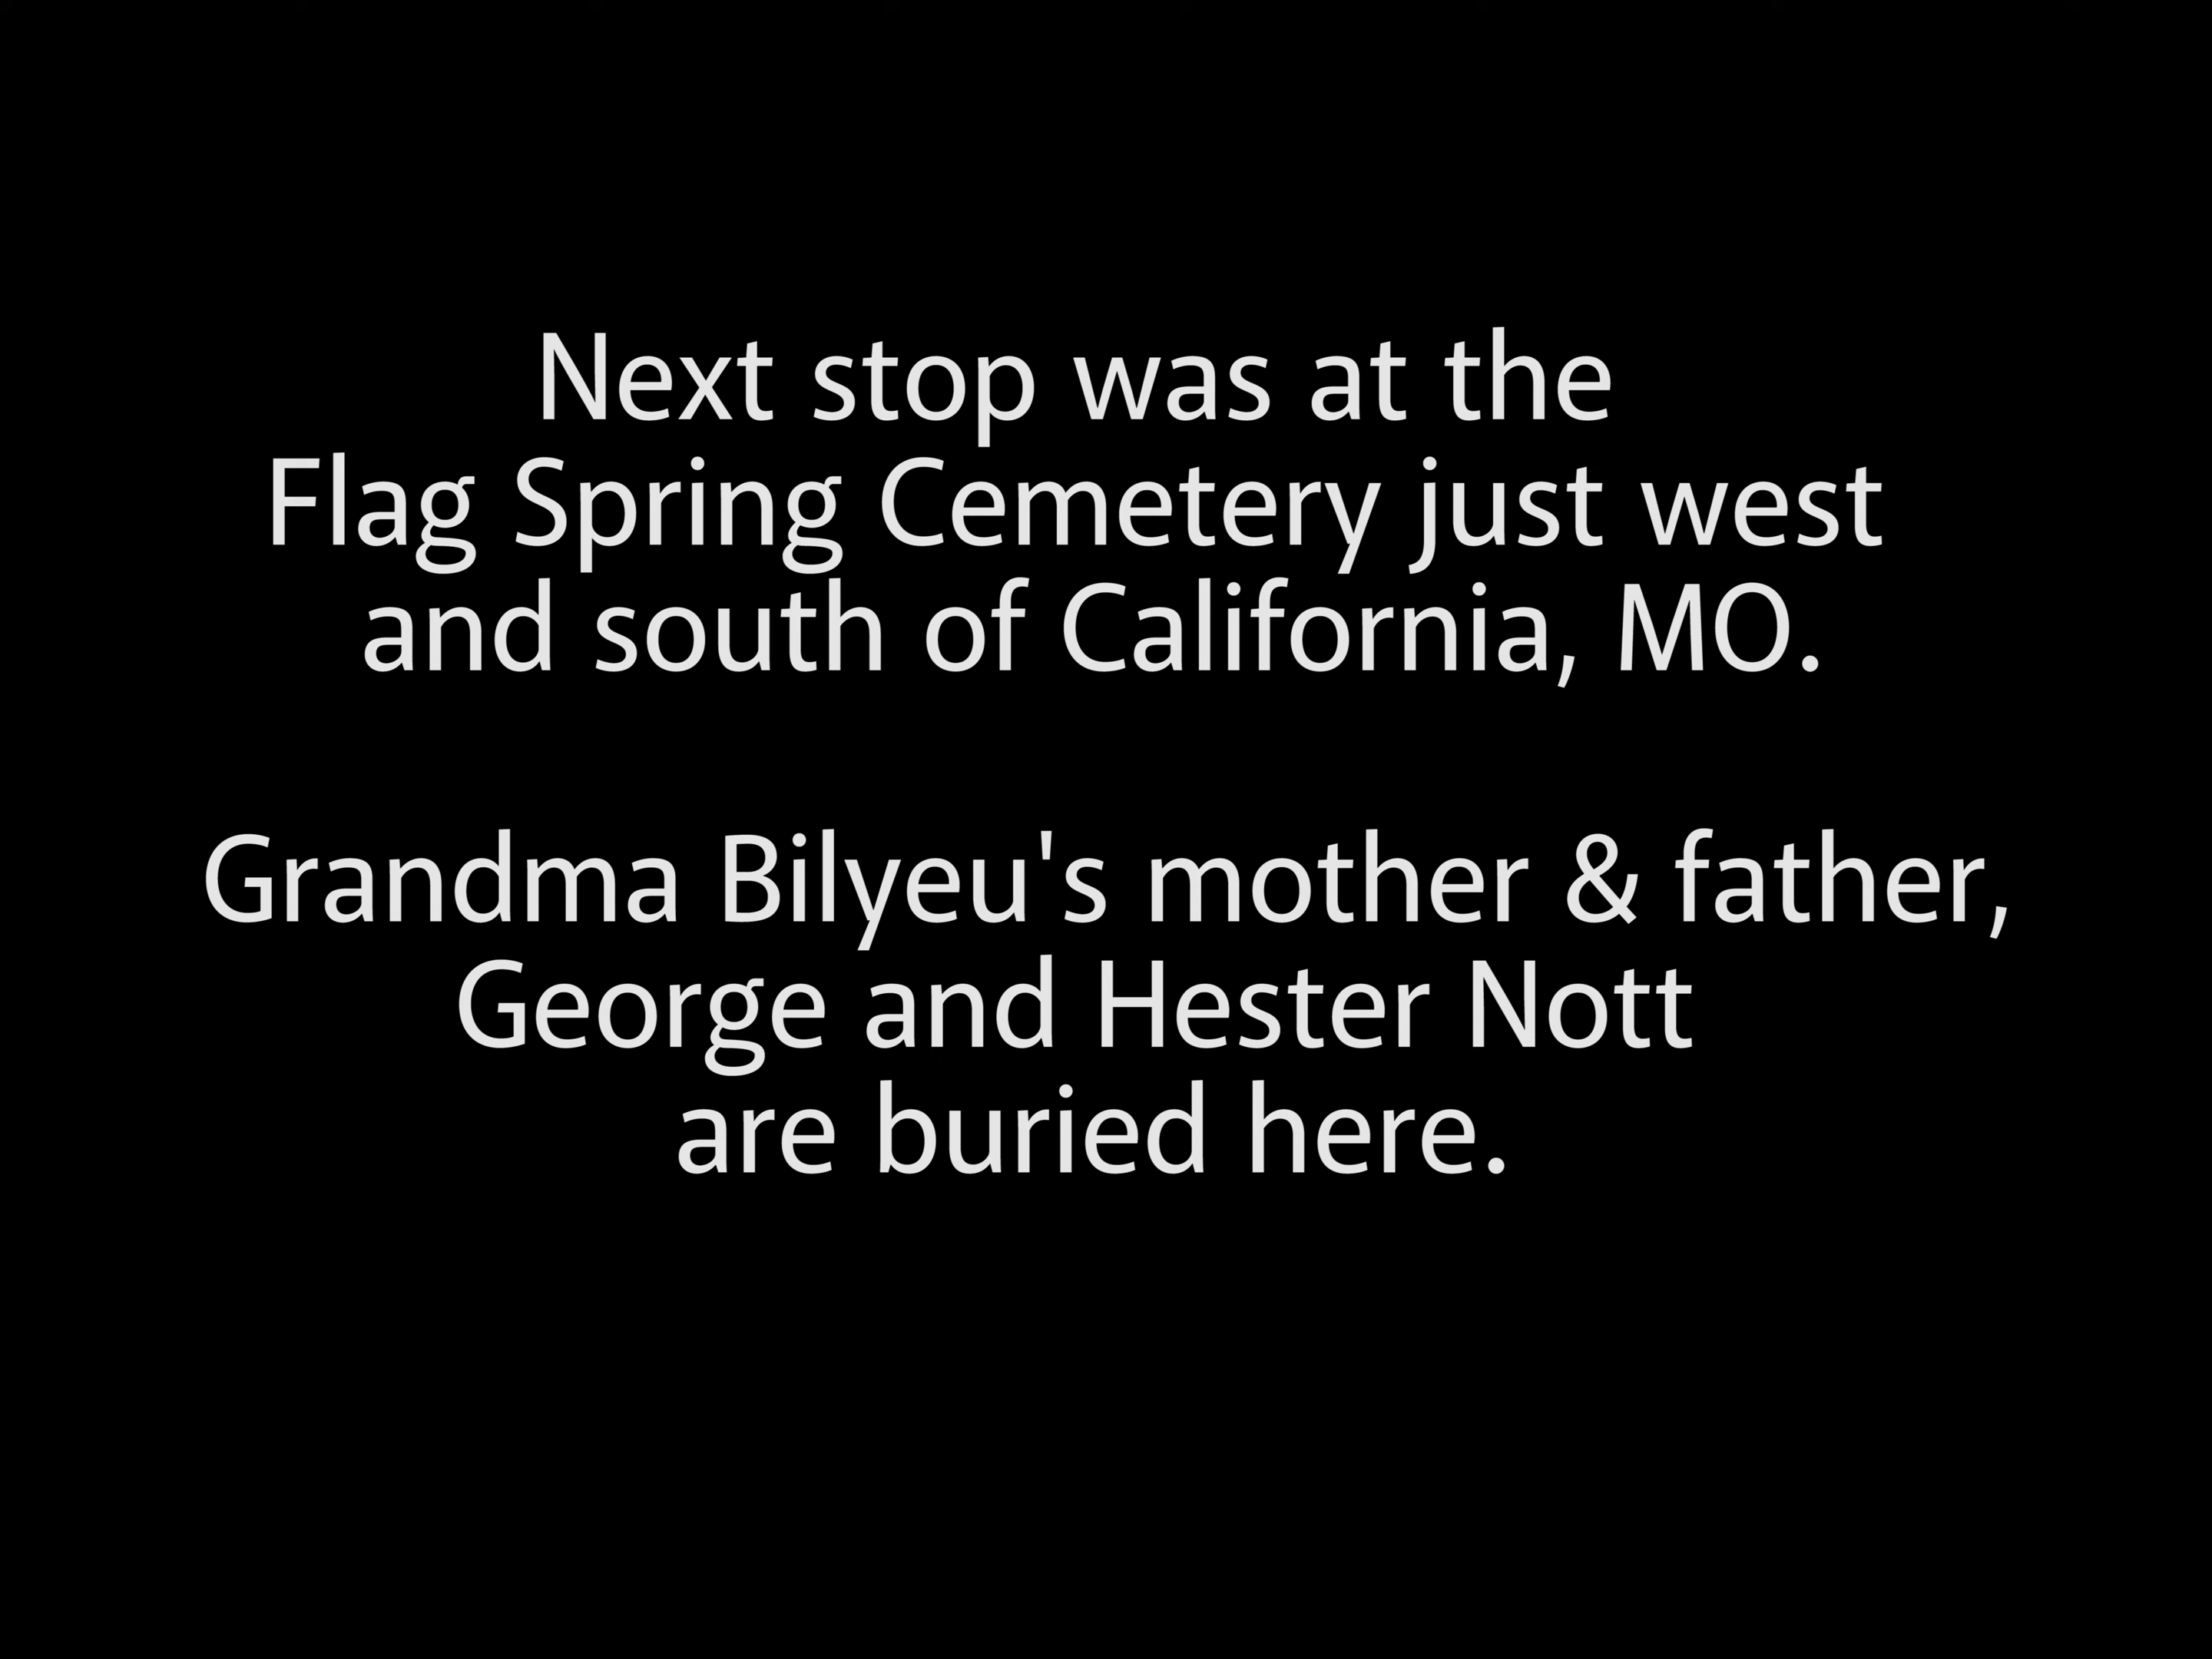 Next stop was at the
Flag Spring Cemetery just west
and south of California, MO.
Grandma Bilyeu's mother & father,
George and Hester Nott
are buried here.